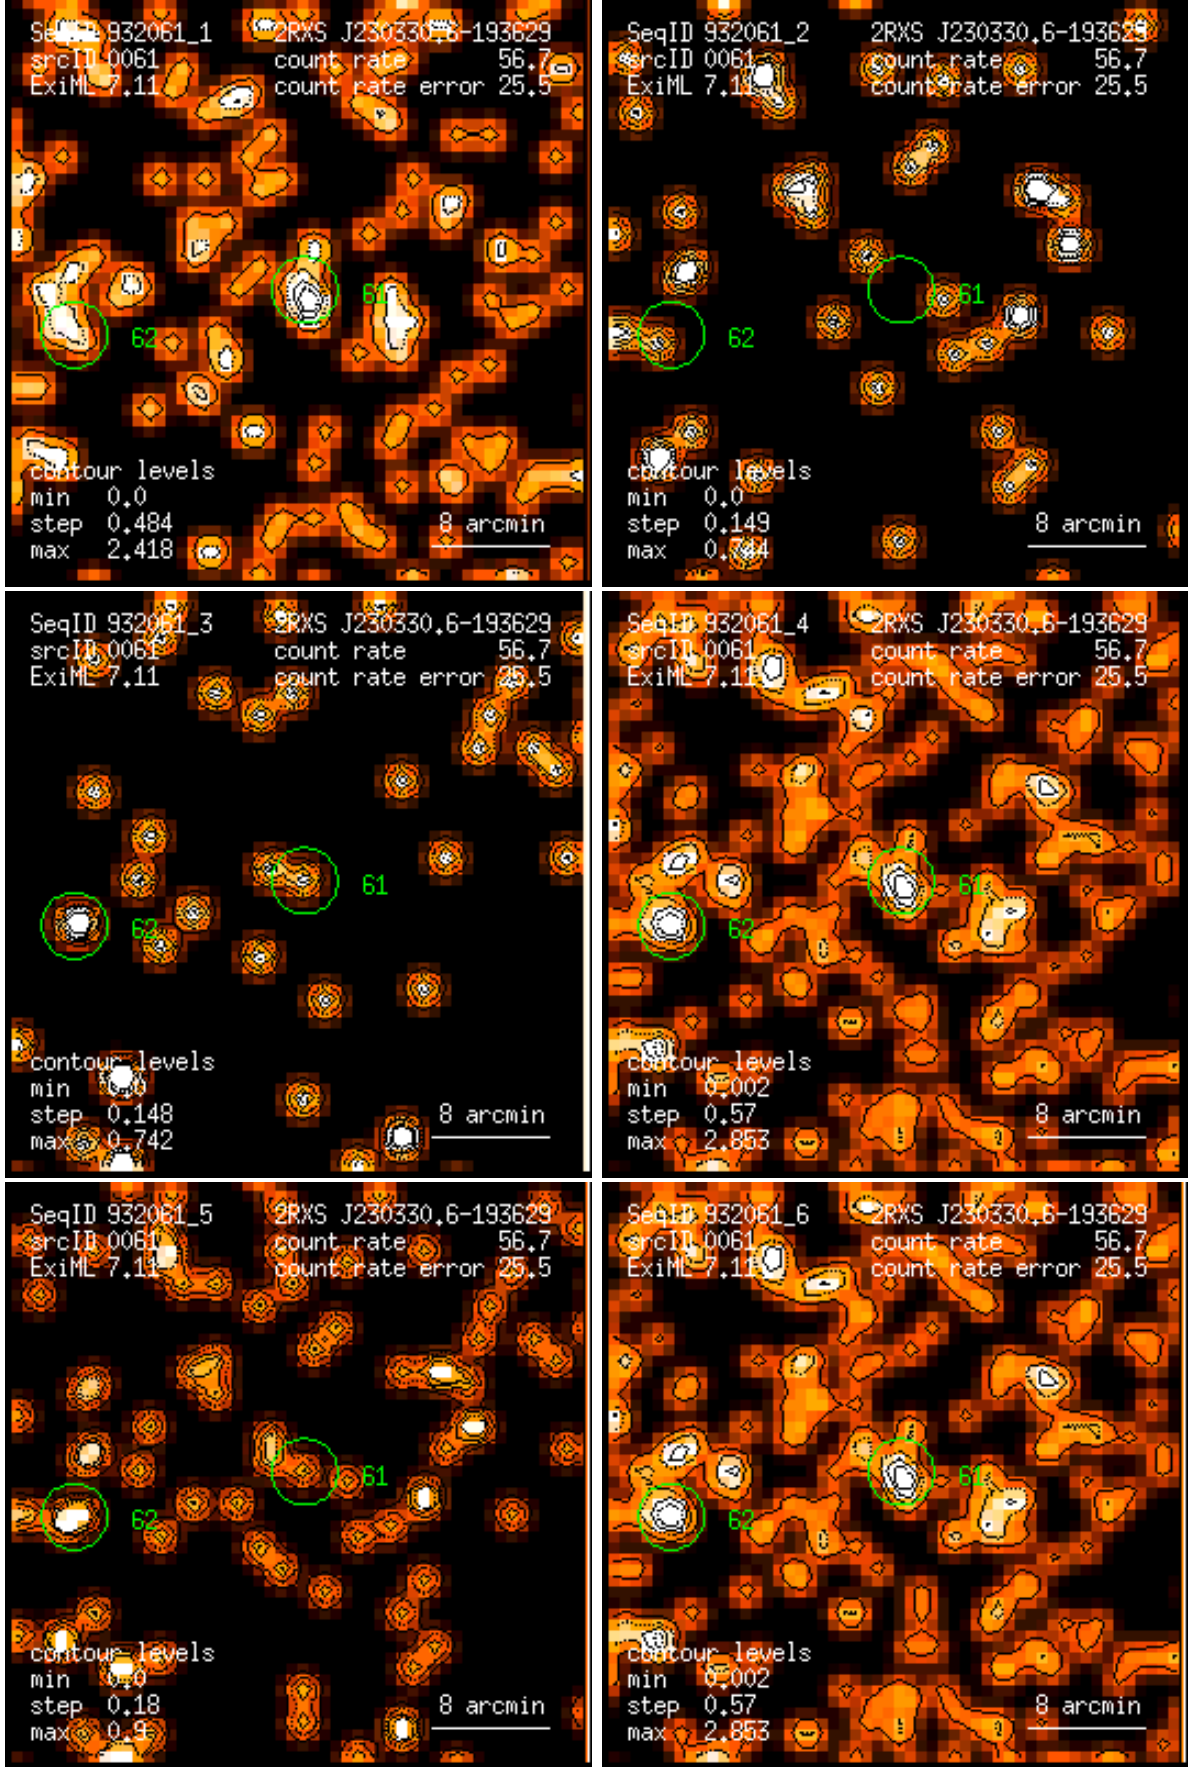 SeqID 932061_1 2RXS J230330.6-193629
srcID 0061 count rate 56.7
ExiML 7.11 count rate error 25.5
61
62
contour levels
min 0.0
step 0.484 8 arcmin
max 2.418
SeqID 932061_2 2RXS J230330.6-193629
srcID 0061 count rate 56.7
ExiML 7.11 count rate error 25.5
61
62
contour levels
min 0.0
step 0.149 8 arcmin
max 0.744
SeqID 932061_3 2RXS J230330.6-193629
srcID 0061 count rate 56.7
ExiML 7.11 count rate error 25.5
61
62
contour levels
min 0.0
step 0.148 8 arcmin
max 0.742
SeqID 932061_4 2RXS J230330.6-193629
srcID 0061 count rate 56.7
ExiML 7.11 count rate error 25.5
61
62
contour levels
min 0.002
step 0.57 8 arcmin
max 2.853
SeqID 932061_5 2RXS J230330.6-193629
srcID 0061 count rate 56.7
ExiML 7.11 count rate error 25.5
61
62
contour levels
min 0.0
step 0.18 8 arcmin
max 0.9
SeqID 932061_6 2RXS J230330.6-193629
srcID 0061 count rate 56.7
ExiML 7.11 count rate error 25.5
61
62
contour levels
min 0.002
step 0.57 8 arcmin
max 2.853